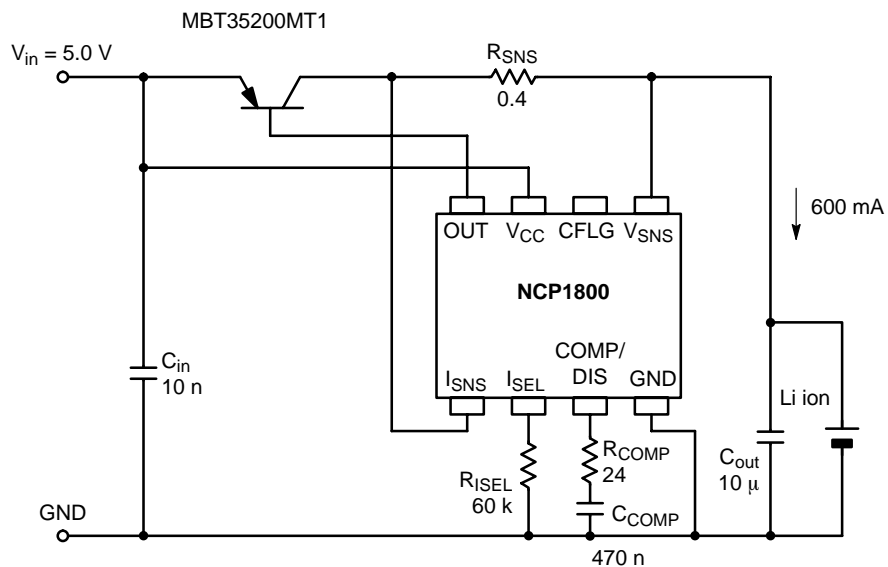 MBT35200MT1
V_in = 5.0 V
R_SNS
0.4
600 mA
OUT
V_CC
CFLG
V_SNS
NCP1800
C_in
10 n
I_SNS
I_SEL
COMP/
DIS
GND
Li ion
R_ISEL
60 k
R_COMP
24
C_out
10 µ
C_COMP
GND
470 n